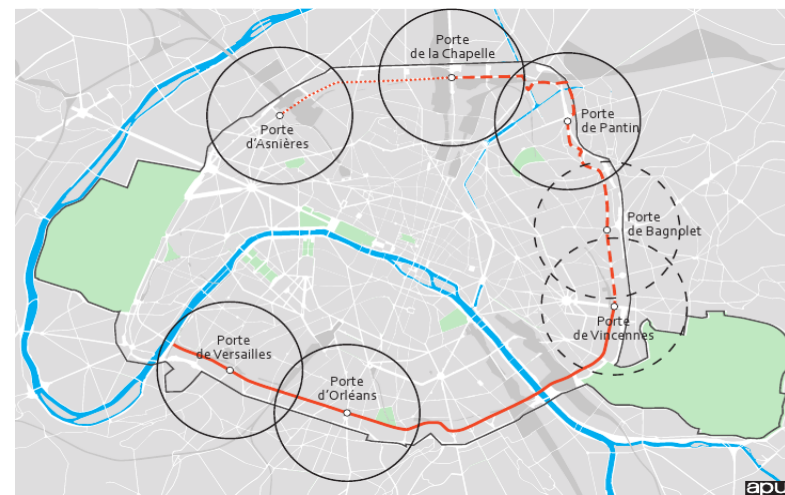 Porte
de la Chapelle
Porte
d'Asnières
Porte
de Pantin
Porte
de Bagnolet
Porte
de Vincennes
Porte
de Versailles
Porte
d'Orléans
apu